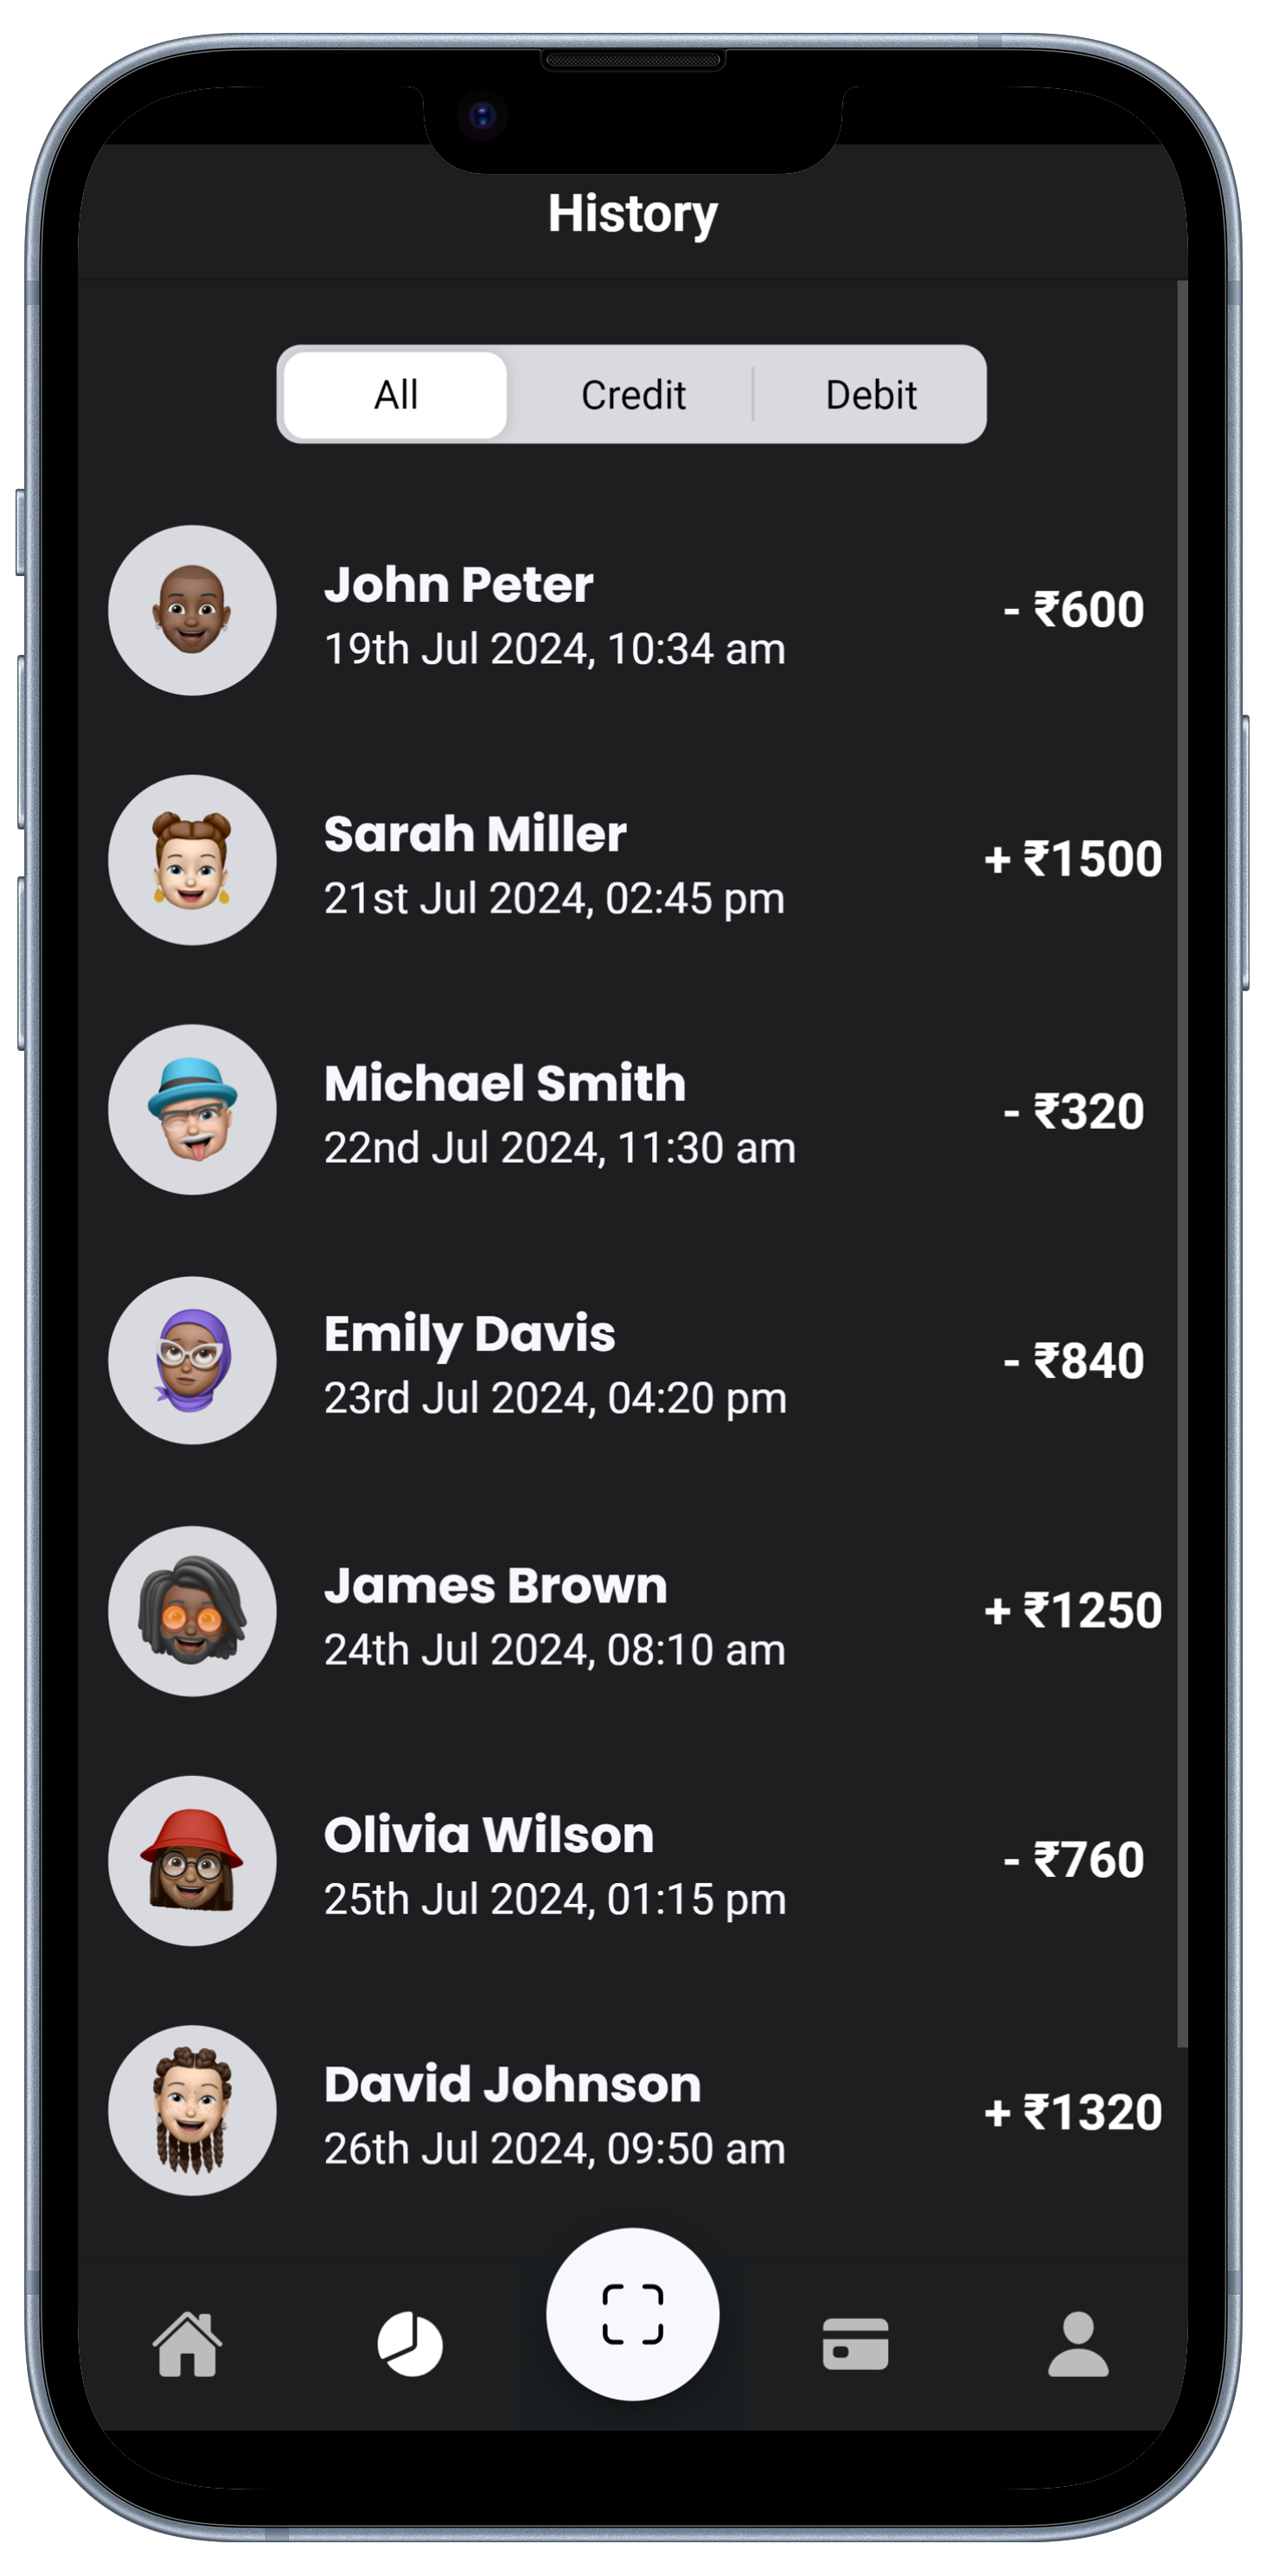 History
All Credit Debit
John Peter
19th Jul 2024, 10:34 am
- ₹600
Sarah Miller
21st Jul 2024, 02:45 pm
+ ₹1500
Michael Smith
22nd Jul 2024, 11:30 am
- ₹320
Emily Davis
23rd Jul 2024, 04:20 pm
- ₹840
James Brown
24th Jul 2024, 08:10 am
+ ₹1250
Olivia Wilson
25th Jul 2024, 01:15 pm
- ₹760
David Johnson
26th Jul 2024, 09:50 am
+ ₹1320